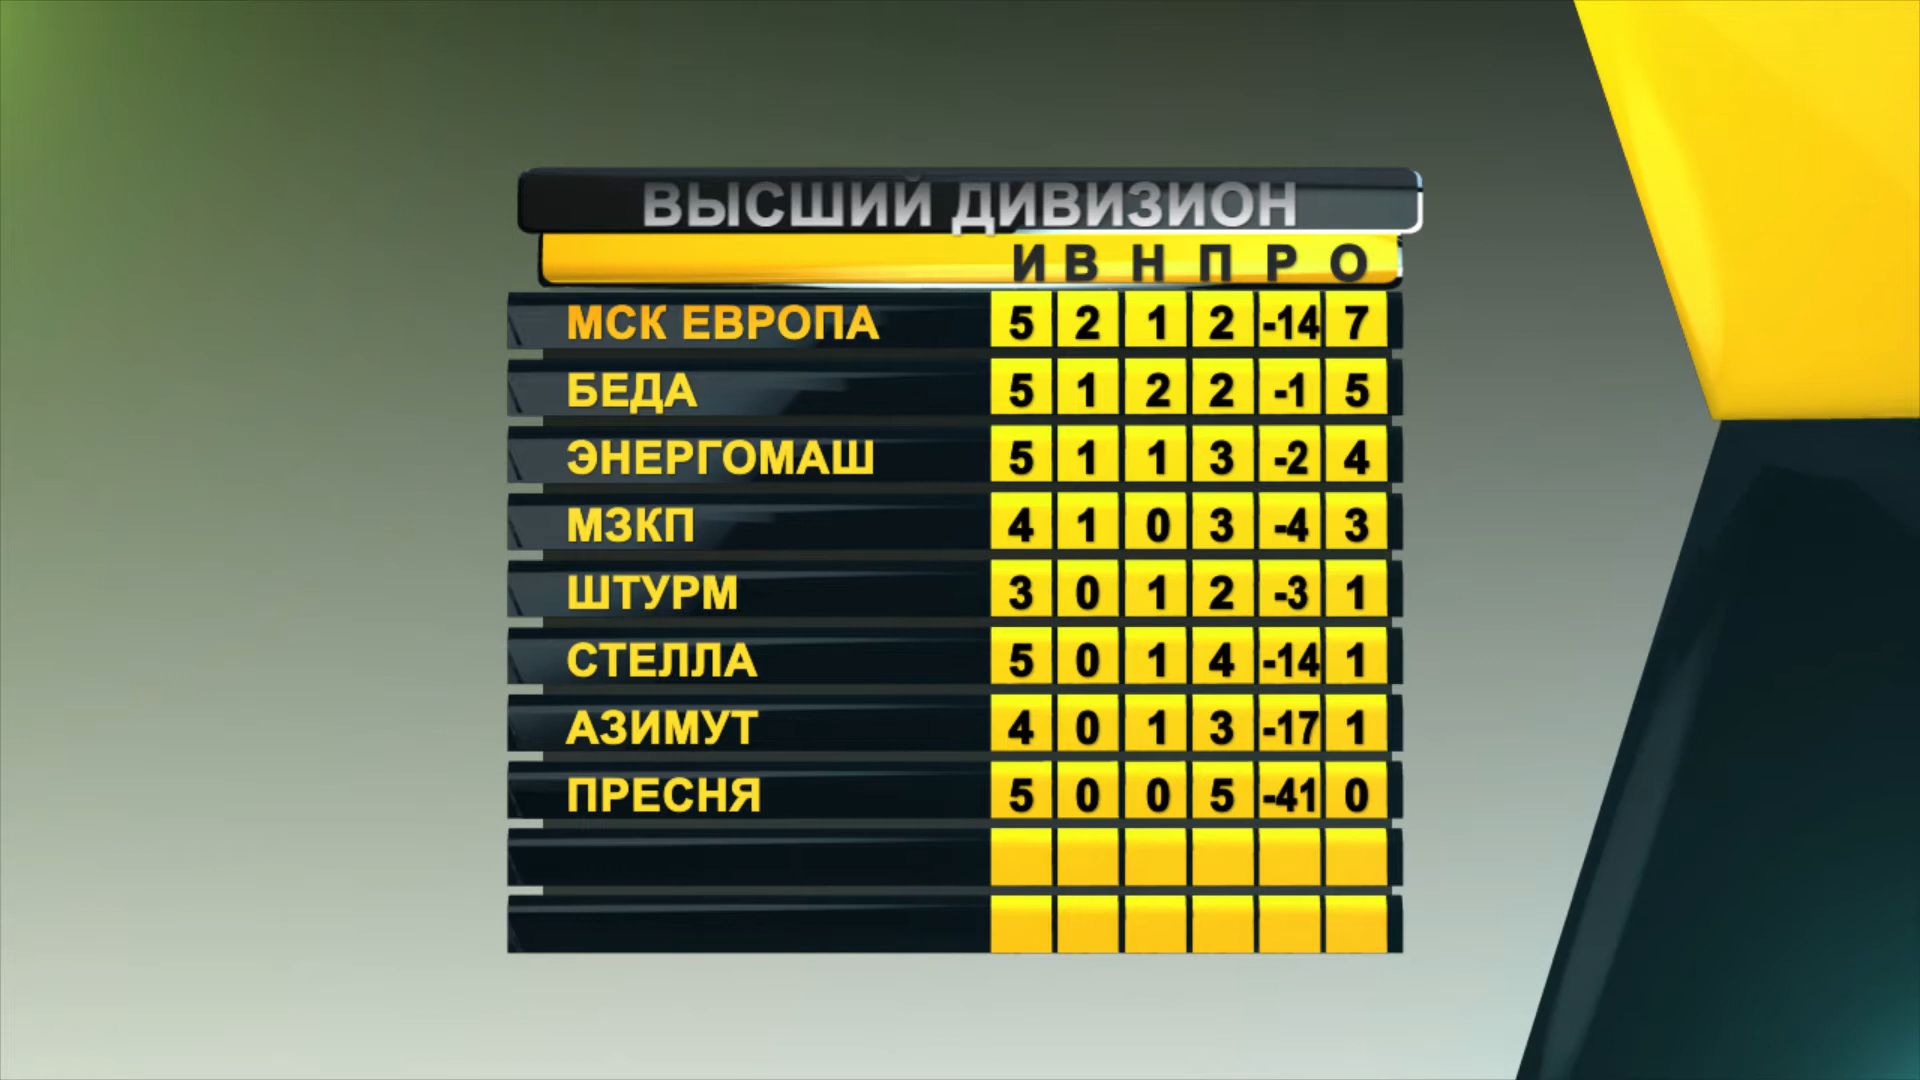 ВЫСШИЙ ДИВИЗИОН
И В Н П Р О
МСК ЕВРОПА 5 2 1 2 -14 7
БЕДА 5 1 2 2 -1 5
ЭНЕРГОМАШ 5 1 1 3 -2 4
МЗКП 4 1 0 3 -4 3
ШТУРМ 3 0 1 2 -3 1
СТЕЛЛА 5 0 1 4 -14 1
АЗИМУТ 4 0 1 3 -17 1
ПРЕСНЯ 5 0 0 5 -41 0